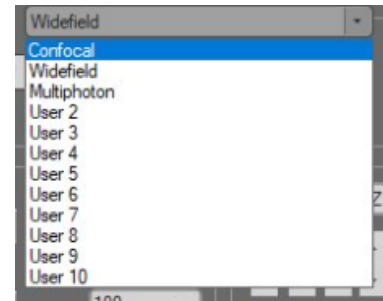 Widefield
Confocal
Widefield
Multiphoton
User 2
User 3
User 4
User 5
User 6
User 7
User 8
User 9
User 10
Z